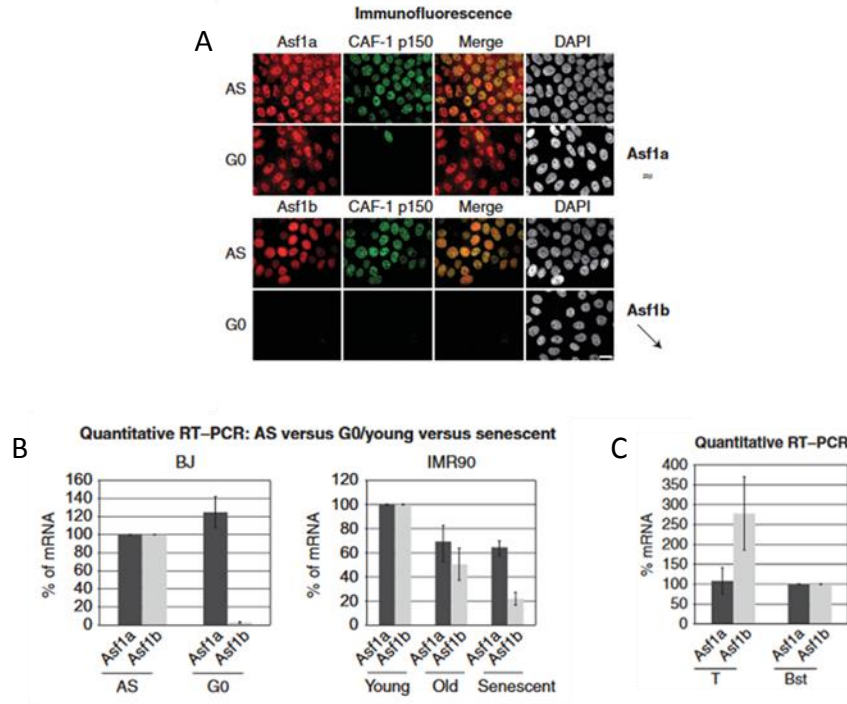 Immunofluorescence
A
Asf1a CAF-1 p150 Merge DAPI
AS
G0
Asf1a
≈
Asf1b CAF-1 p150 Merge DAPI
AS
G0
Asf1b
B
Quantitative RT–PCR: AS versus G0/young versus senescent
BJ
% of mRNA
160
140
120
100
80
60
40
20
0
Asf1a Asf1b Asf1a Asf1b
AS G0
IMR90
% of mRNA
120
100
80
60
40
20
0
Asf1a Asf1b Asf1a Asf1b Asf1a Asf1b
Young Old Senescent
C
Quantitative RT–PCR
% mRNA
400
350
300
250
200
150
100
50
0
Asf1a Asf1b Asf1a Asf1b
T Bst